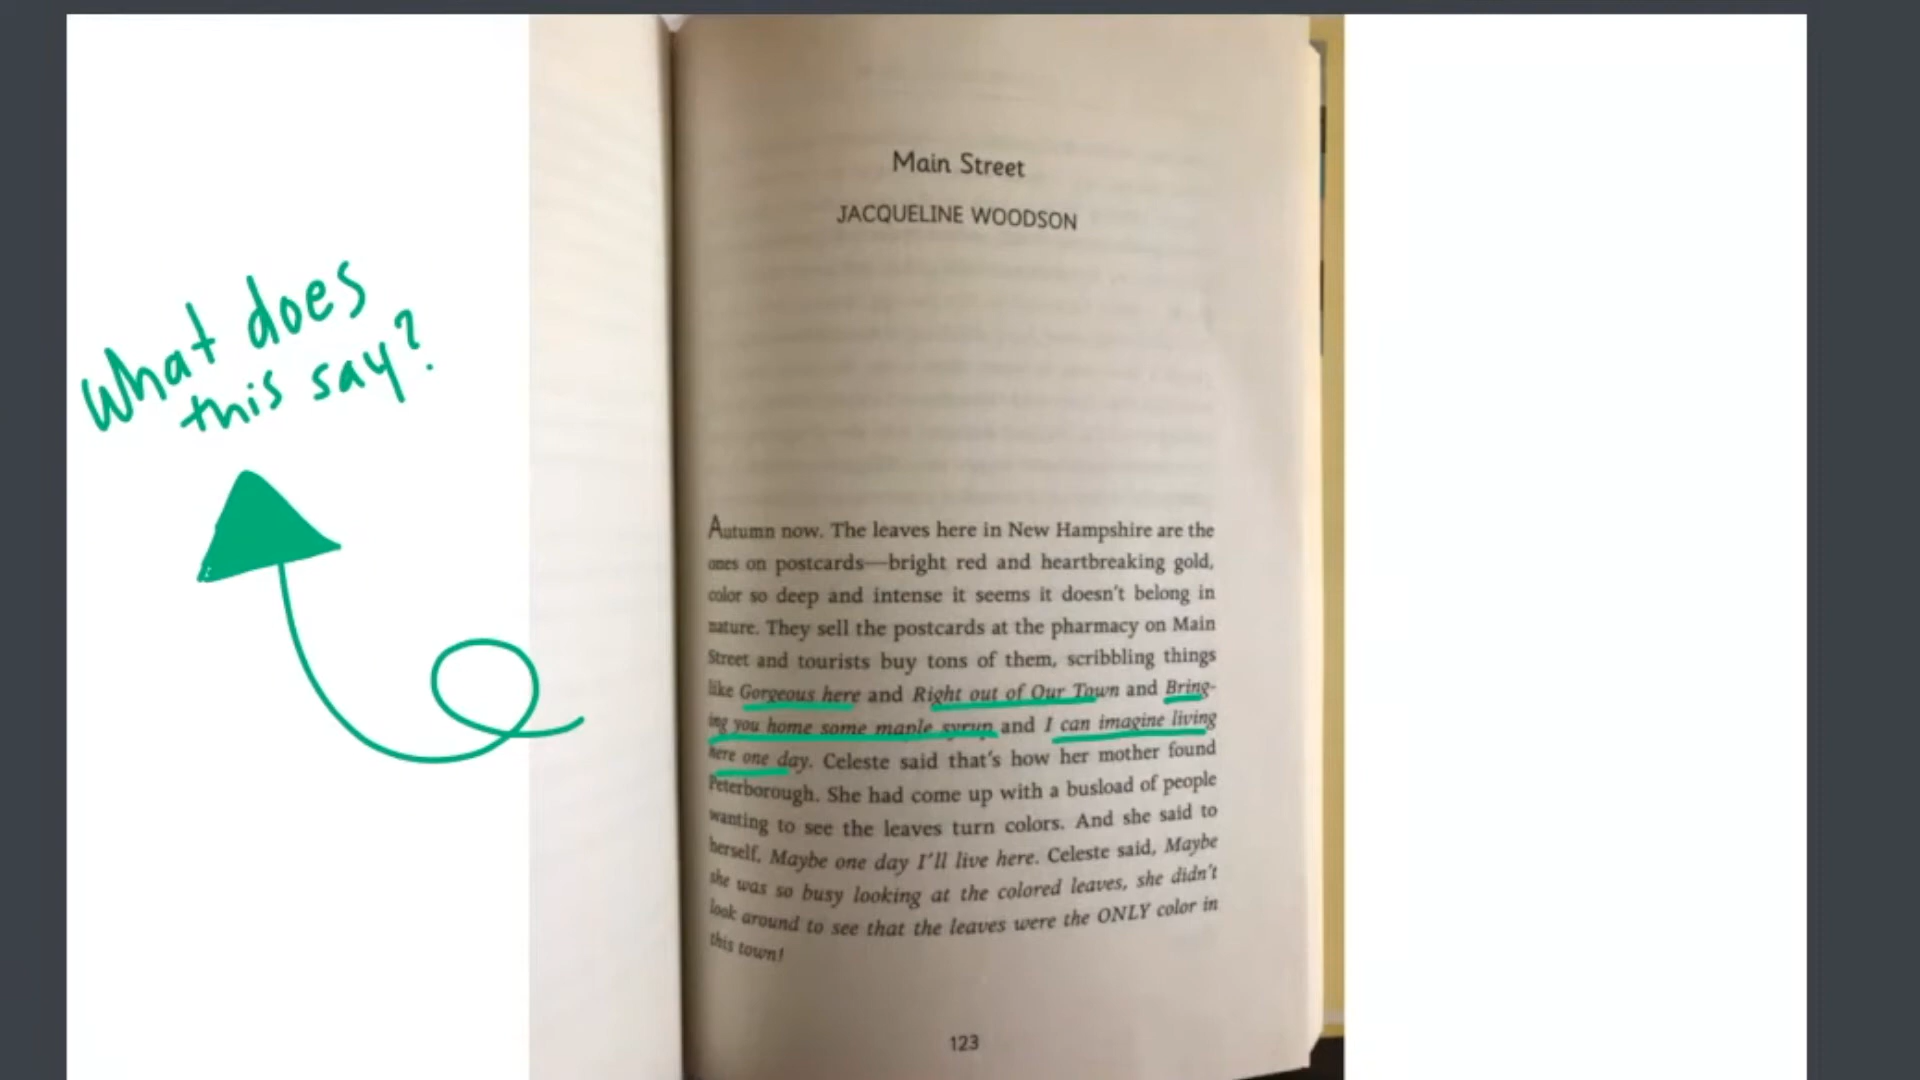 What does
this say?
Main Street
JACQUELINE WOODSON
Autumn now. The leaves here in New Hampshire are the
ones on postcards—bright red and heartbreaking gold,
color so deep and intense it seems it doesn't belong in
nature. They sell the postcards at the pharmacy on Main
Street and tourists buy tons of them, scribbling things
like Gorgeous here and Right out of Our Town and Bring-
ing you home some maple syrup and I can imagine living
here one day. Celeste said that's how her mother found
Peterborough. She had come up with a busload of people
wanting to see the leaves turn colors. And she said to
herself, Maybe one day I'll live here. Celeste said, Maybe
she was so busy looking at the colored leaves, she didn't
look around to see that the leaves were the ONLY color in
this town!
123